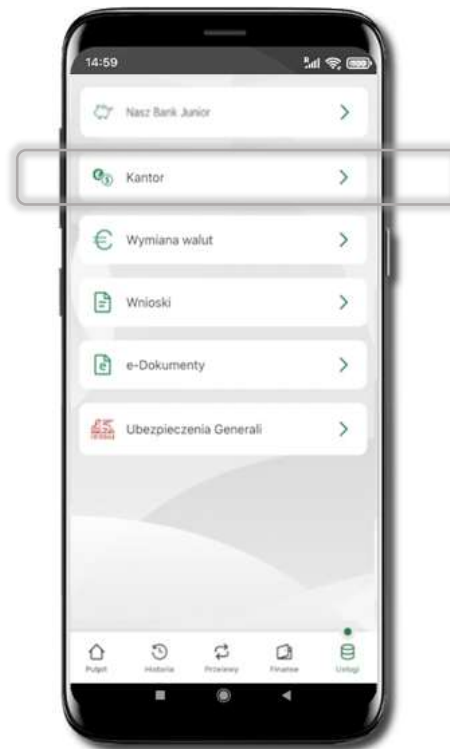 14:59
Nasz Bank Junior
Kantor
Wymiana walut
Wnioski
e-Dokumenty
Ubezpieczenia Generali
Pulpit
Historia
Przelewy
Finanse
Usługi